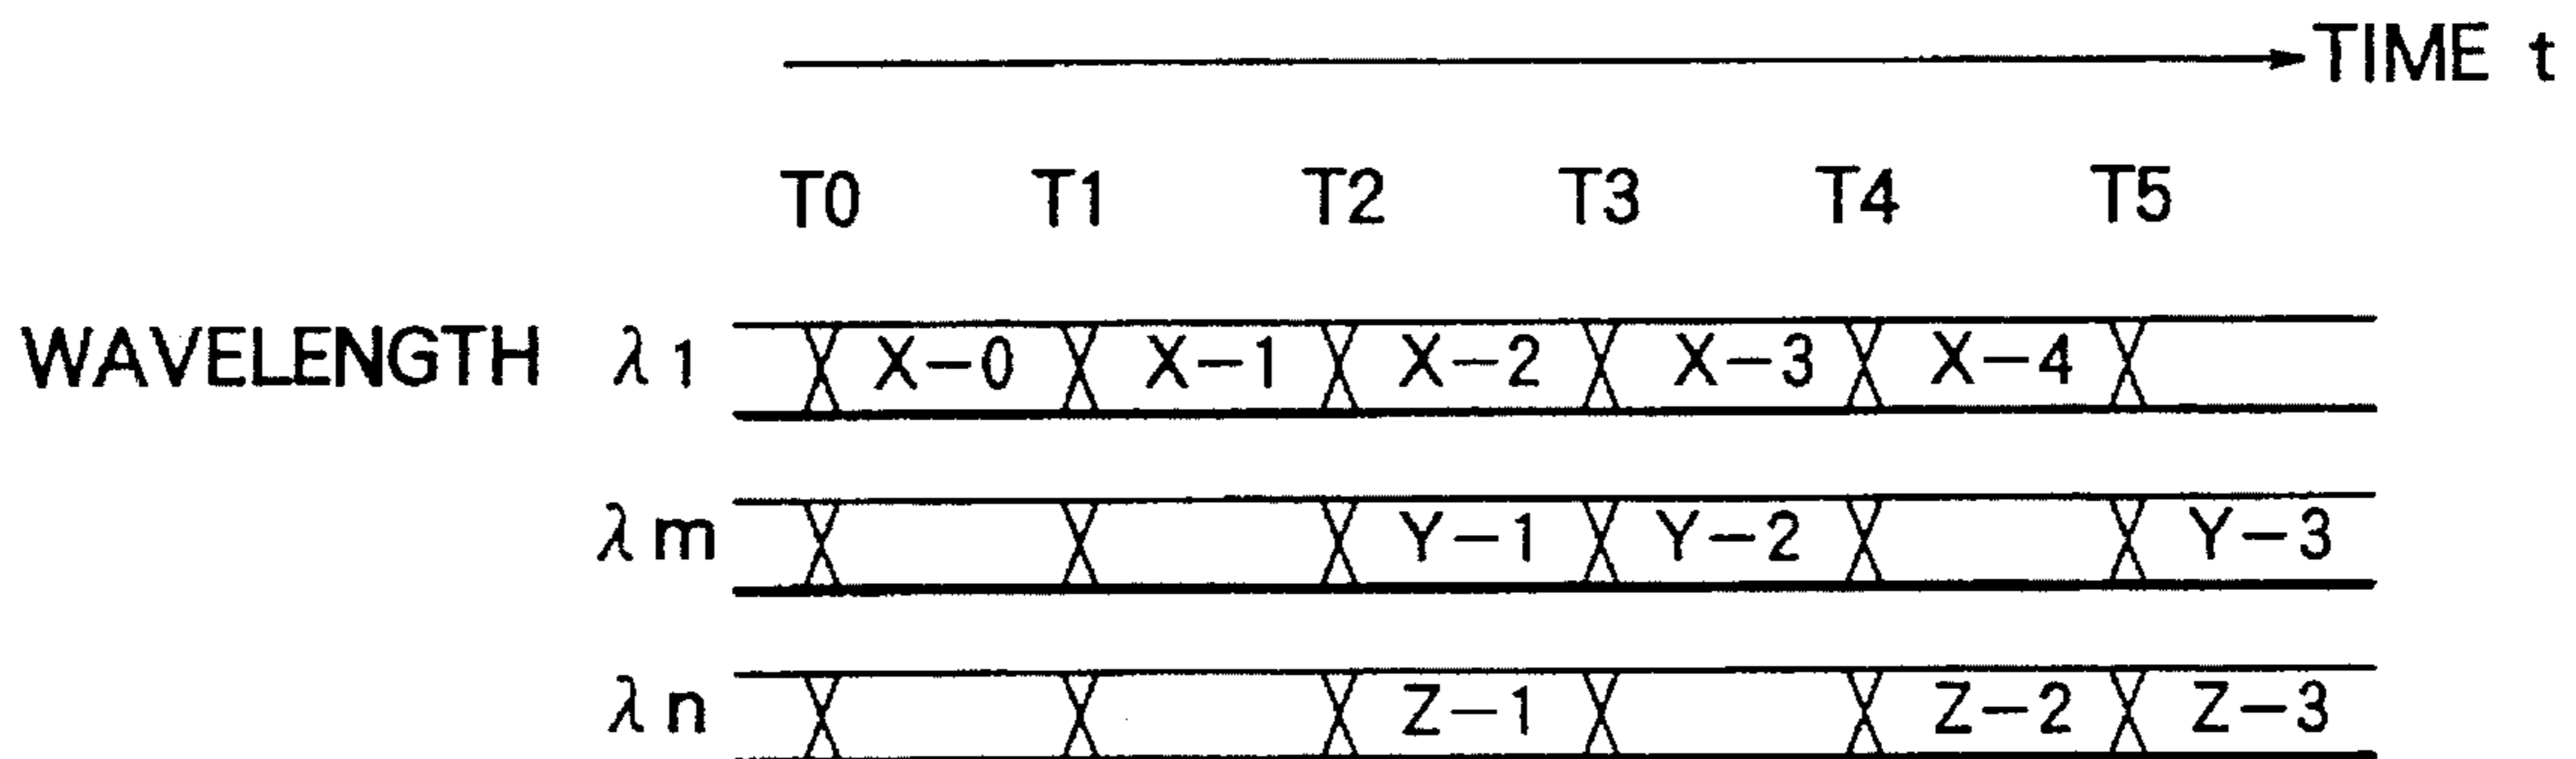 TIME t
T0 T1 T2 T3 T4 T5
WAVELENGTH λ1 X-0 X-1 X-2 X-3 X-4
λm Y-1 Y-2 Y-3
λn Z-1 Z-2 Z-3